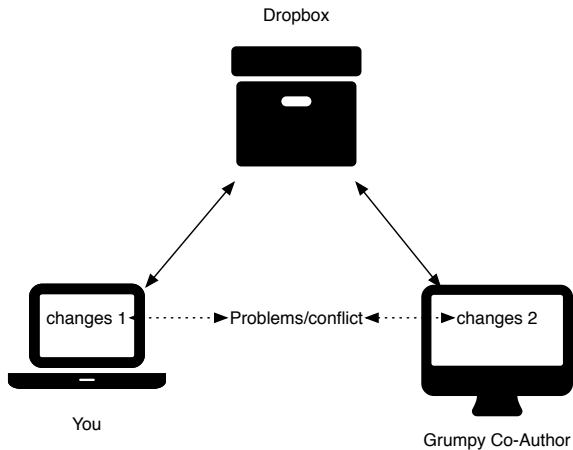 Dropbox
changes 1
Problems/conflict
changes 2
You
Grumpy Co-Author